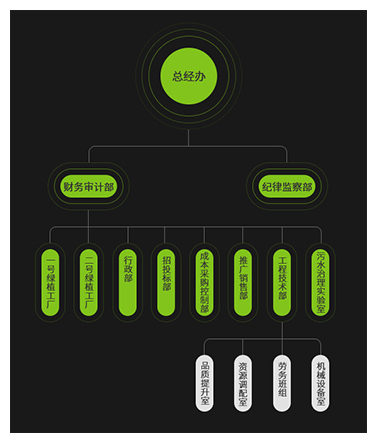 总经办
财务审计部
纪律监察部
一号绿植工厂
二号绿植工厂
行政部
招投标部
成本采购控制部
推广销售部
工程技术部
污水治理实验室
品质提升室
资源调配室
劳务班组
机械设备室